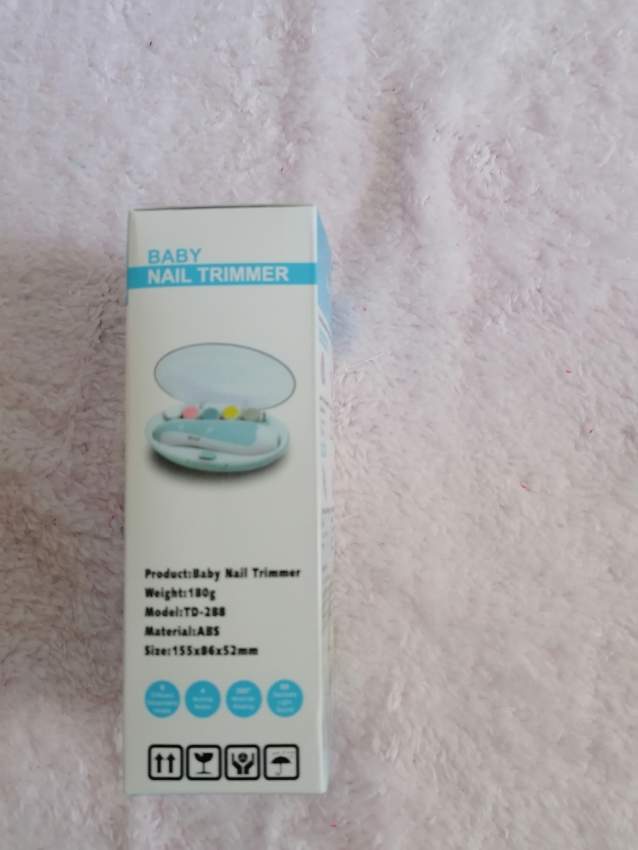 BABY
NAIL TRIMMER
Product:Baby Nail Trimmer
Weight:180g
Model:TD-288
Material:ABS
Size:155x86x52mm